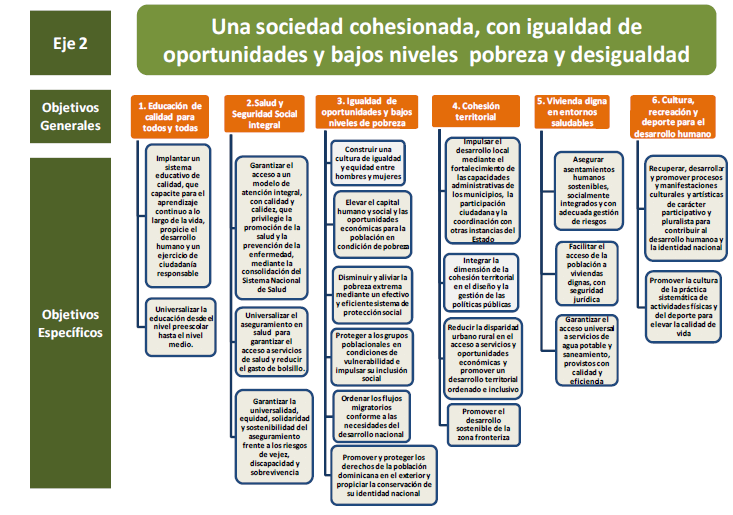 Eje 2
Una sociedad cohesionada, con igualdad de
oportunidades y bajos niveles pobreza y desigualdad
Objetivos
Generales
1. Educación de
calidad para
todos y todas
2.Salud y
Seguridad Social
integral
3. Igualdad de
oportunidades y bajos
niveles de pobreza
4. Cohesión
territorial
5. Vivienda digna
en entornos
saludables
6. Cultura,
recreación y
deporte para el
desarrollo humano
Objetivos
Específicos
Implantar un
sistema
educativo de
calidad, que
capacite para el
aprendizaje
continuo a lo
largo de la vida,
propicie el
desarrollo
humano y un
ejercicio de
ciudadanía
responsable
Universalizar la
educación desde el
nivel preescolar
hasta el nivel
medio.
Garantizar el
acceso a un
modelo de
atención integral,
con calidad y
calidez, que
privilegie la
promoción de la
salud y la
prevención de la
enfermedad,
mediante la
consolidación del
Sistema Nacional
de Salud
Universalizar el
aseguramiento en
salud para
garantizar el
acceso a servicios
de salud y reducir
el gasto de bolsillo.
Garantizar la
universalidad,
equidad, solidaridad
y sostenibilidad del
aseguramiento
frente a los riesgos
de vejez,
discapacidad y
sobrevivencia
Construir una
cultura de igualdad
y equidad entre
hombres y mujeres
Elevar el capital
humano y social y las
oportunidades
económicas para la
población en
condición de pobreza
Disminuir y aliviar la
pobreza extrema
mediante un efectivo
y eficiente sistema de
protección social
Proteger a los grupos
poblacionales en
condiciones de
vulnerabilidad e
impulsar su inclusión
social
Ordenar los flujos
migratorios
conforme a las
necesidades del
desarrollo nacional
Promover y proteger los
derechos de la población
dominicana en el exterior y
propiciar la conservación de
su identidad nacional
Impulsar el
desarrollo local
mediante el
fortalecimiento de
las capacidades
administrativas de
los municipios, la
participación
ciudadana y la
coordinación con
otras instancias del
Estado
Integrar la
dimensión de la
cohesión territorial
en el diseño y la
gestión de las
políticas públicas
Reducir la disparidad
urbano rural en el
acceso a servicios y
oportunidades
económicas y
promover un
desarrollo territorial
ordenado e inclusivo
Promover el
desarrollo
sostenible de la
zona fronteriza
Asegurar
asentamientos
humanos
sostenibles,
socialmente
integrados y con
adecuada gestión
de riesgos
Facilitar el
acceso de la
población a
viviendas
dignas, con
seguridad
jurídica
Garantizar el
acceso universal
a servicios de
agua potable y
saneamiento,
provistos con
calidad y
eficiencia
Recuperar, desarrollar
y promover procesos
y manifestaciones
culturales y artísticas
de carácter
participativo y
pluralista para
contribuir al
desarrollo humano y
la identidad nacional
Promover la cultura
de la práctica
sistemática de
actividades físicas y
del deporte para
elevar la calidad de
vida